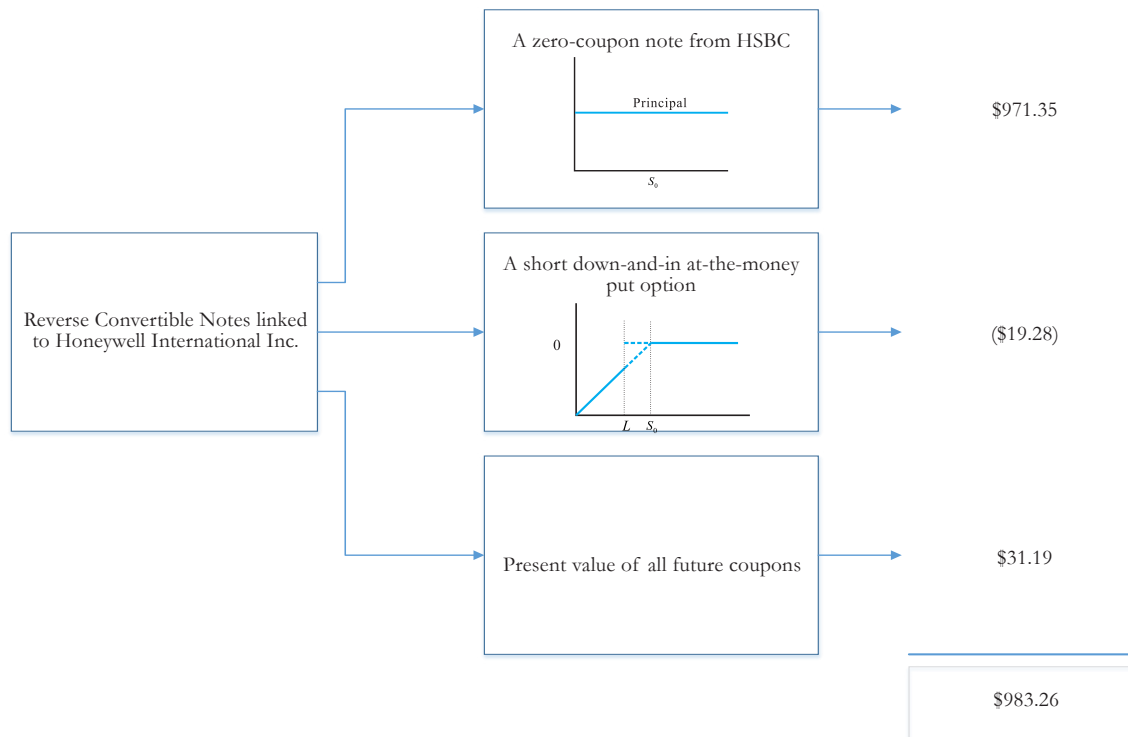 A zero-coupon note from HSBC
Principal
S₀
$971.35
Reverse Convertible Notes linked
to Honeywell International Inc.
A short down-and-in at-the-money
put option
0
L S₀
($19.28)
Present value of all future coupons
$31.19
$983.26